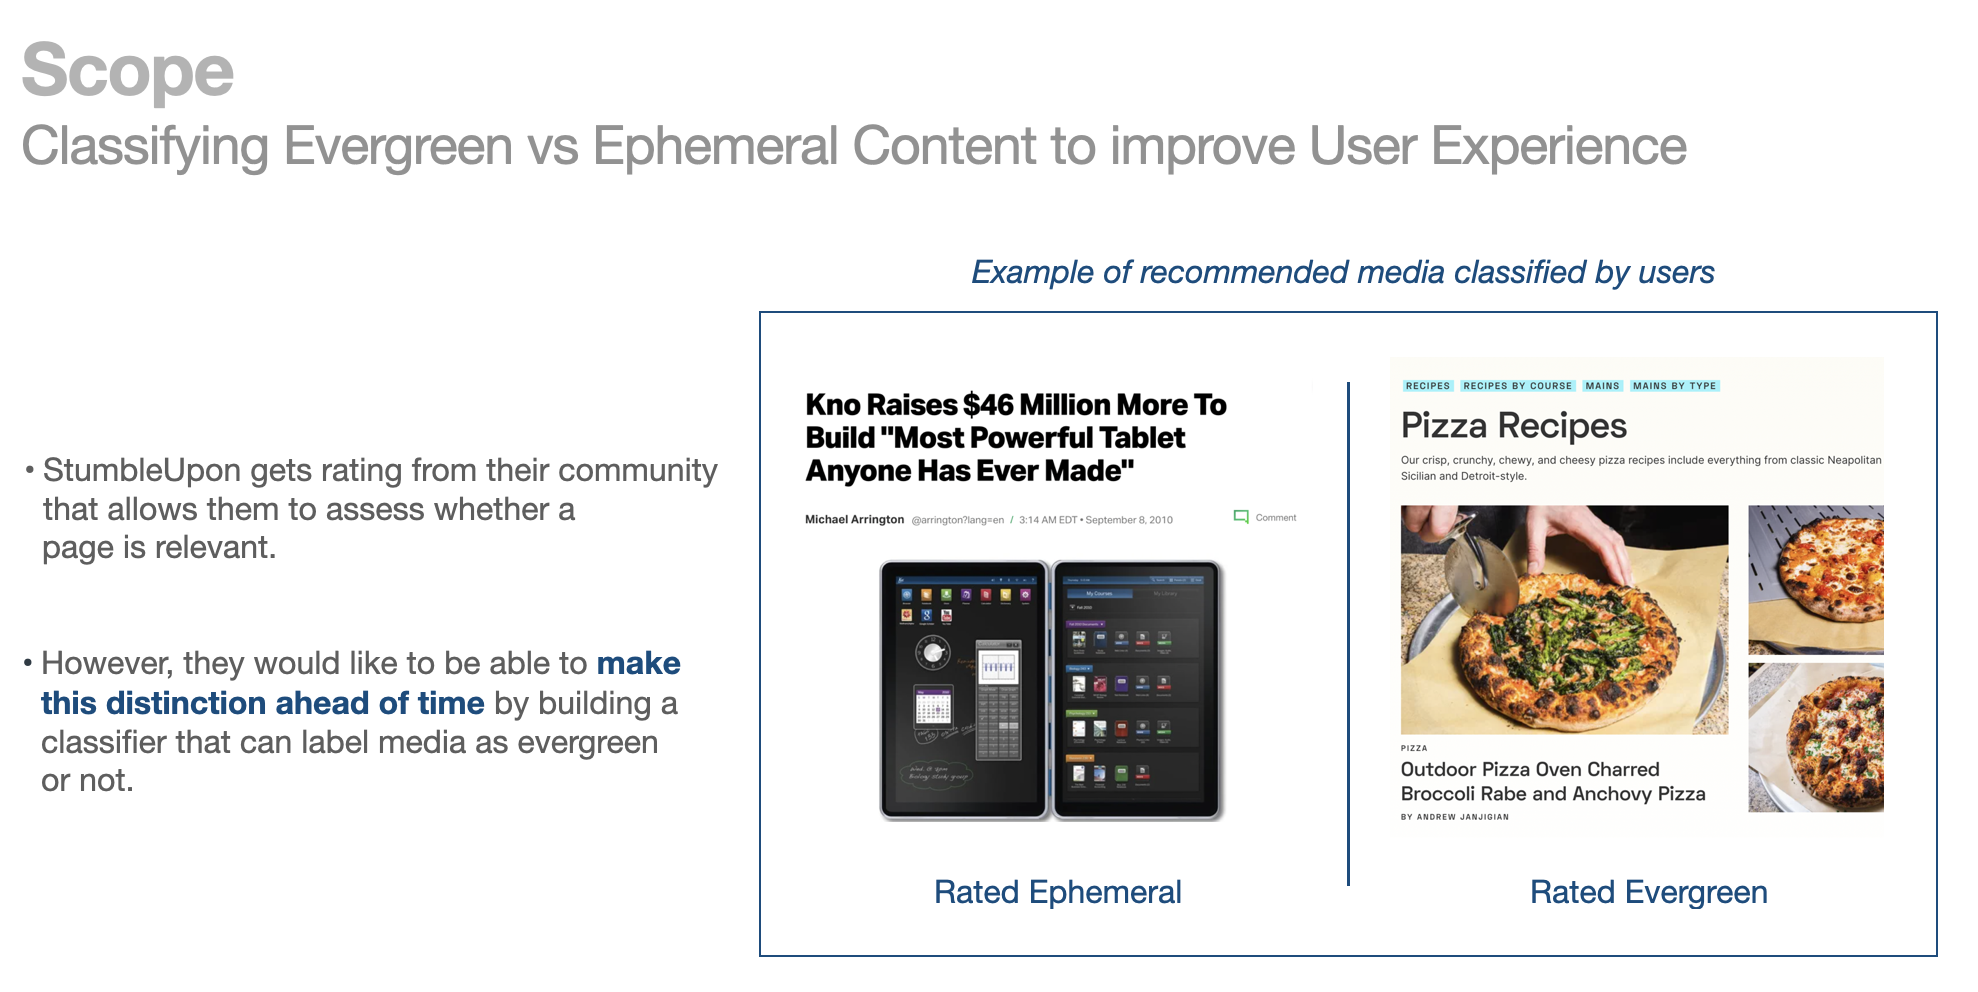 Scope
Classifying Evergreen vs Ephemeral Content to improve User Experience
• StumbleUpon gets rating from their community
that allows them to assess whether a
page is relevant.
• However, they would like to be able to make
this distinction ahead of time by building a
classifier that can label media as evergreen
or not.
Example of recommended media classified by users
Kno Raises $46 Million More To
Build "Most Powerful Tablet
Anyone Has Ever Made"
Michael Arrington @arrington?lang=en / 3:14 AM EDT • September 8, 2010
Comment
My Courses My Library
Rated Ephemeral
RECIPES RECIPES BY COURSE MAINS MAINS BY TYPE
Pizza Recipes
Our crisp, crunchy, chewy, and cheesy pizza recipes include everything from classic Neapolitan
Sicilian and Detroit-style.
PIZZA
Outdoor Pizza Oven Charred
Broccoli Rabe and Anchovy Pizza
BY ANDREW JANJIGIAN
Rated Evergreen